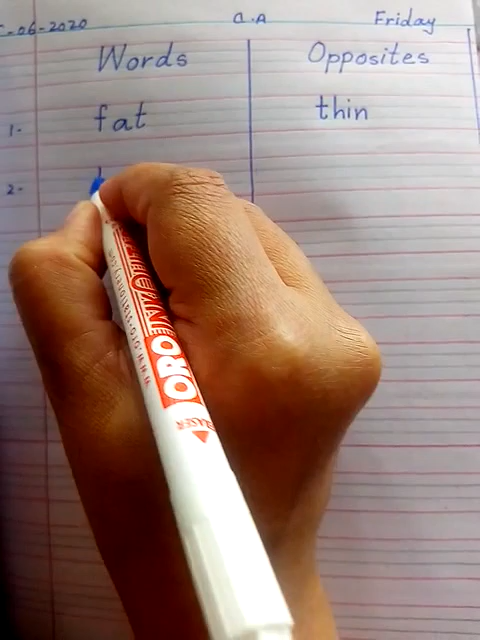 -06-2020 C.A Friday
Words Opposites
1- fat thin
2-
ORO